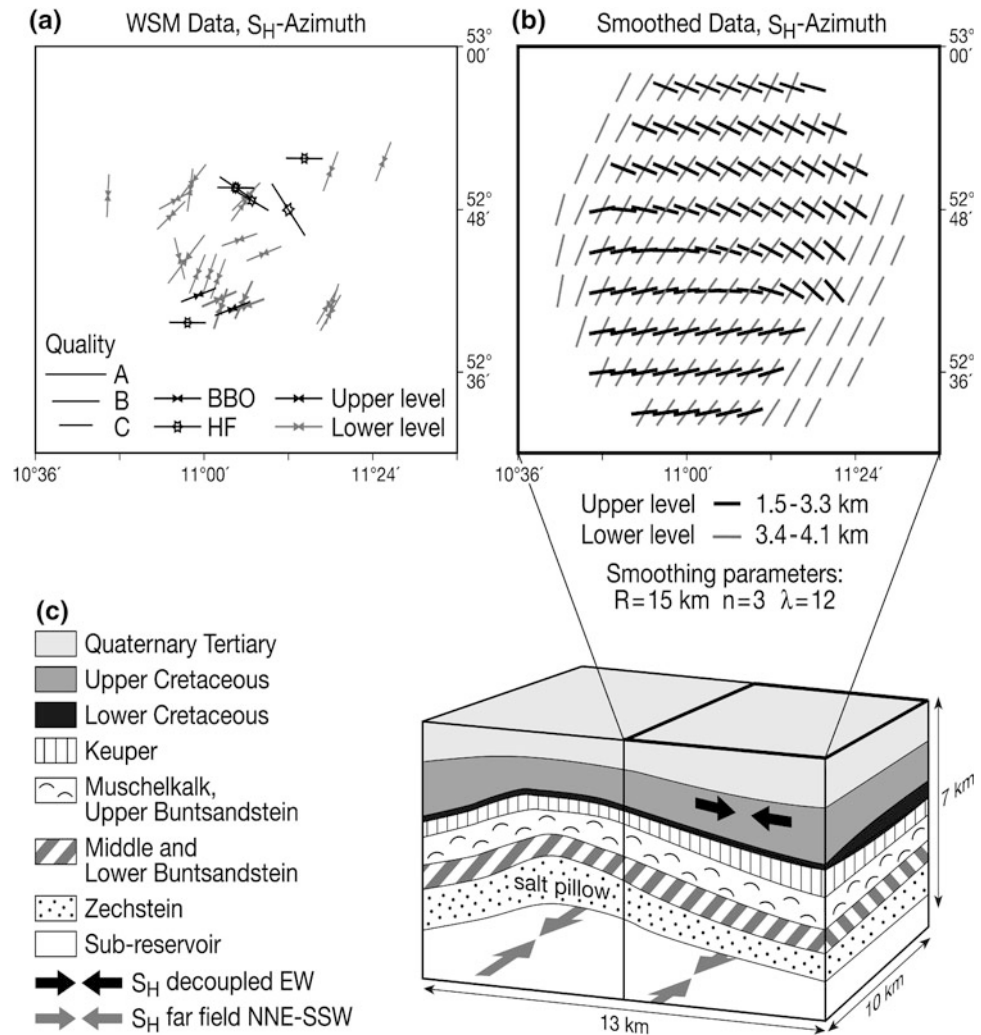 (a) WSM Data, SH-Azimuth
(b) Smoothed Data, SH-Azimuth
53°
00´
52°
48´
52°
36´
Quality
A
B
C
BBO
HF
Upper level
Lower level
10°36´
11°00´
11°24´
53°
00´
52°
48´
52°
36´
10°36´
11°00´
11°24´
Upper level 1.5-3.3 km
Lower level 3.4-4.1 km
Smoothing parameters:
R=15 km n=3 λ=12
(c)
Quaternary Tertiary
Upper Cretaceous
Lower Cretaceous
Keuper
Muschelkalk,
Upper Buntsandstein
Middle and
Lower Buntsandstein
Zechstein
Sub-reservoir
SH decoupled EW
SH far field NNE-SSW
salt pillow
7 km
10 km
13 km